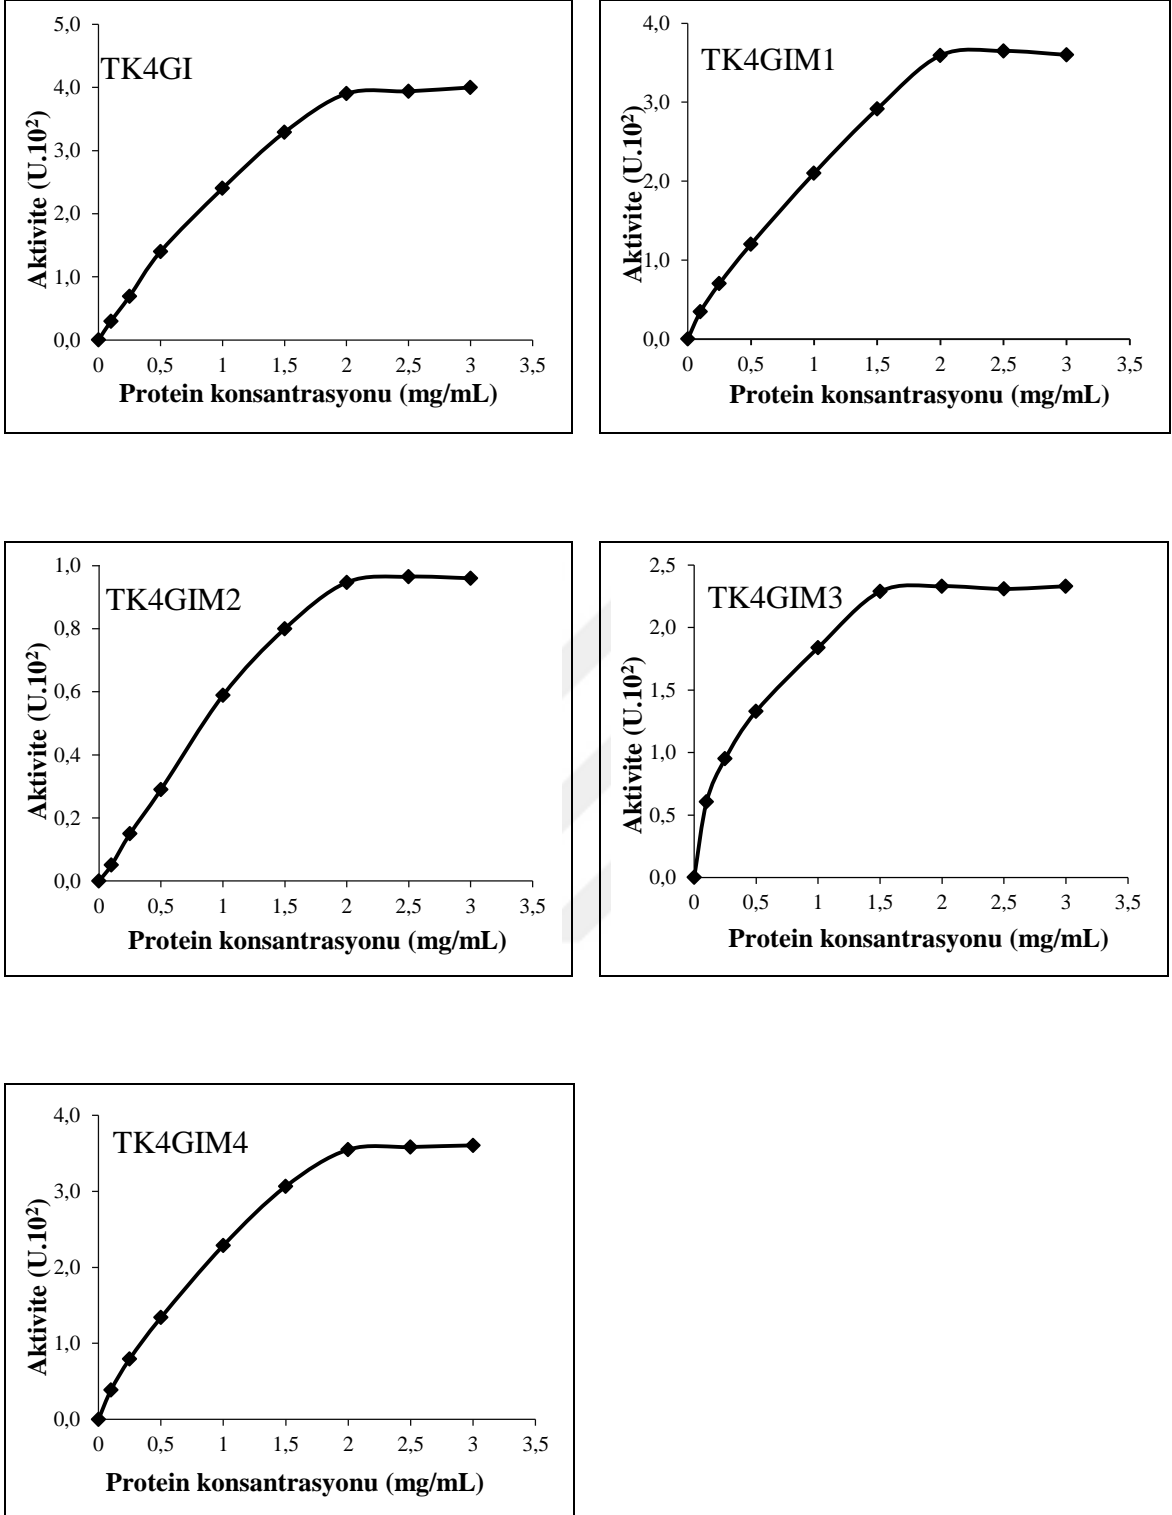 TK4GI
5,0
4,0
3,0
2,0
1,0
0,0
Aktivite (U.10²)
0 0,5 1 1,5 2 2,5 3 3,5
Protein konsantrasyonu (mg/mL)
TK4GIM1
4,0
3,0
2,0
1,0
0,0
Aktivite (U.10²)
0 0,5 1 1,5 2 2,5 3 3,5
Protein konsantrasyonu (mg/mL)
TK4GIM2
1,0
0,8
0,6
0,4
0,2
0,0
Aktivite (U.10²)
0 0,5 1 1,5 2 2,5 3 3,5
Protein konsantrasyonu (mg/mL)
TK4GIM3
2,5
2,0
1,5
1,0
0,5
0,0
Aktivite (U.10²)
0 0,5 1 1,5 2 2,5 3 3,5
Protein konsantrasyonu (mg/mL)
TK4GIM4
4,0
3,0
2,0
1,0
0,0
Aktivite (U.10²)
0 0,5 1 1,5 2 2,5 3 3,5
Protein konsantrasyonu (mg/mL)